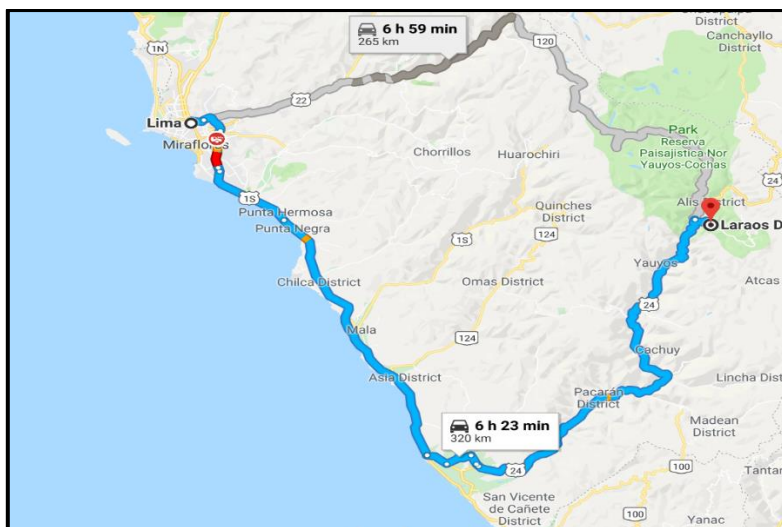 Changuillo
District
Canchayllo
District
1N
6 h 59 min
265 km
120
22
Lima
Miraflores
Chorrillos
Huarochiri
Park
Reserva
Paisajística Nor
Yauyos-Cochas
24
Alis District
Laraos D
1S
Punta Hermosa
Punta Negra
Quinches
District
124
1S
Chilca District
Omas District
Yauyos
Atcas
24
Mala
124
Cachuy
Asia District
Lincha Dist
Pacarán
District
Madean
District
6 h 23 min
320 km
24
100
Tantar
San Vicente
de Cañete
District
100
Yanac